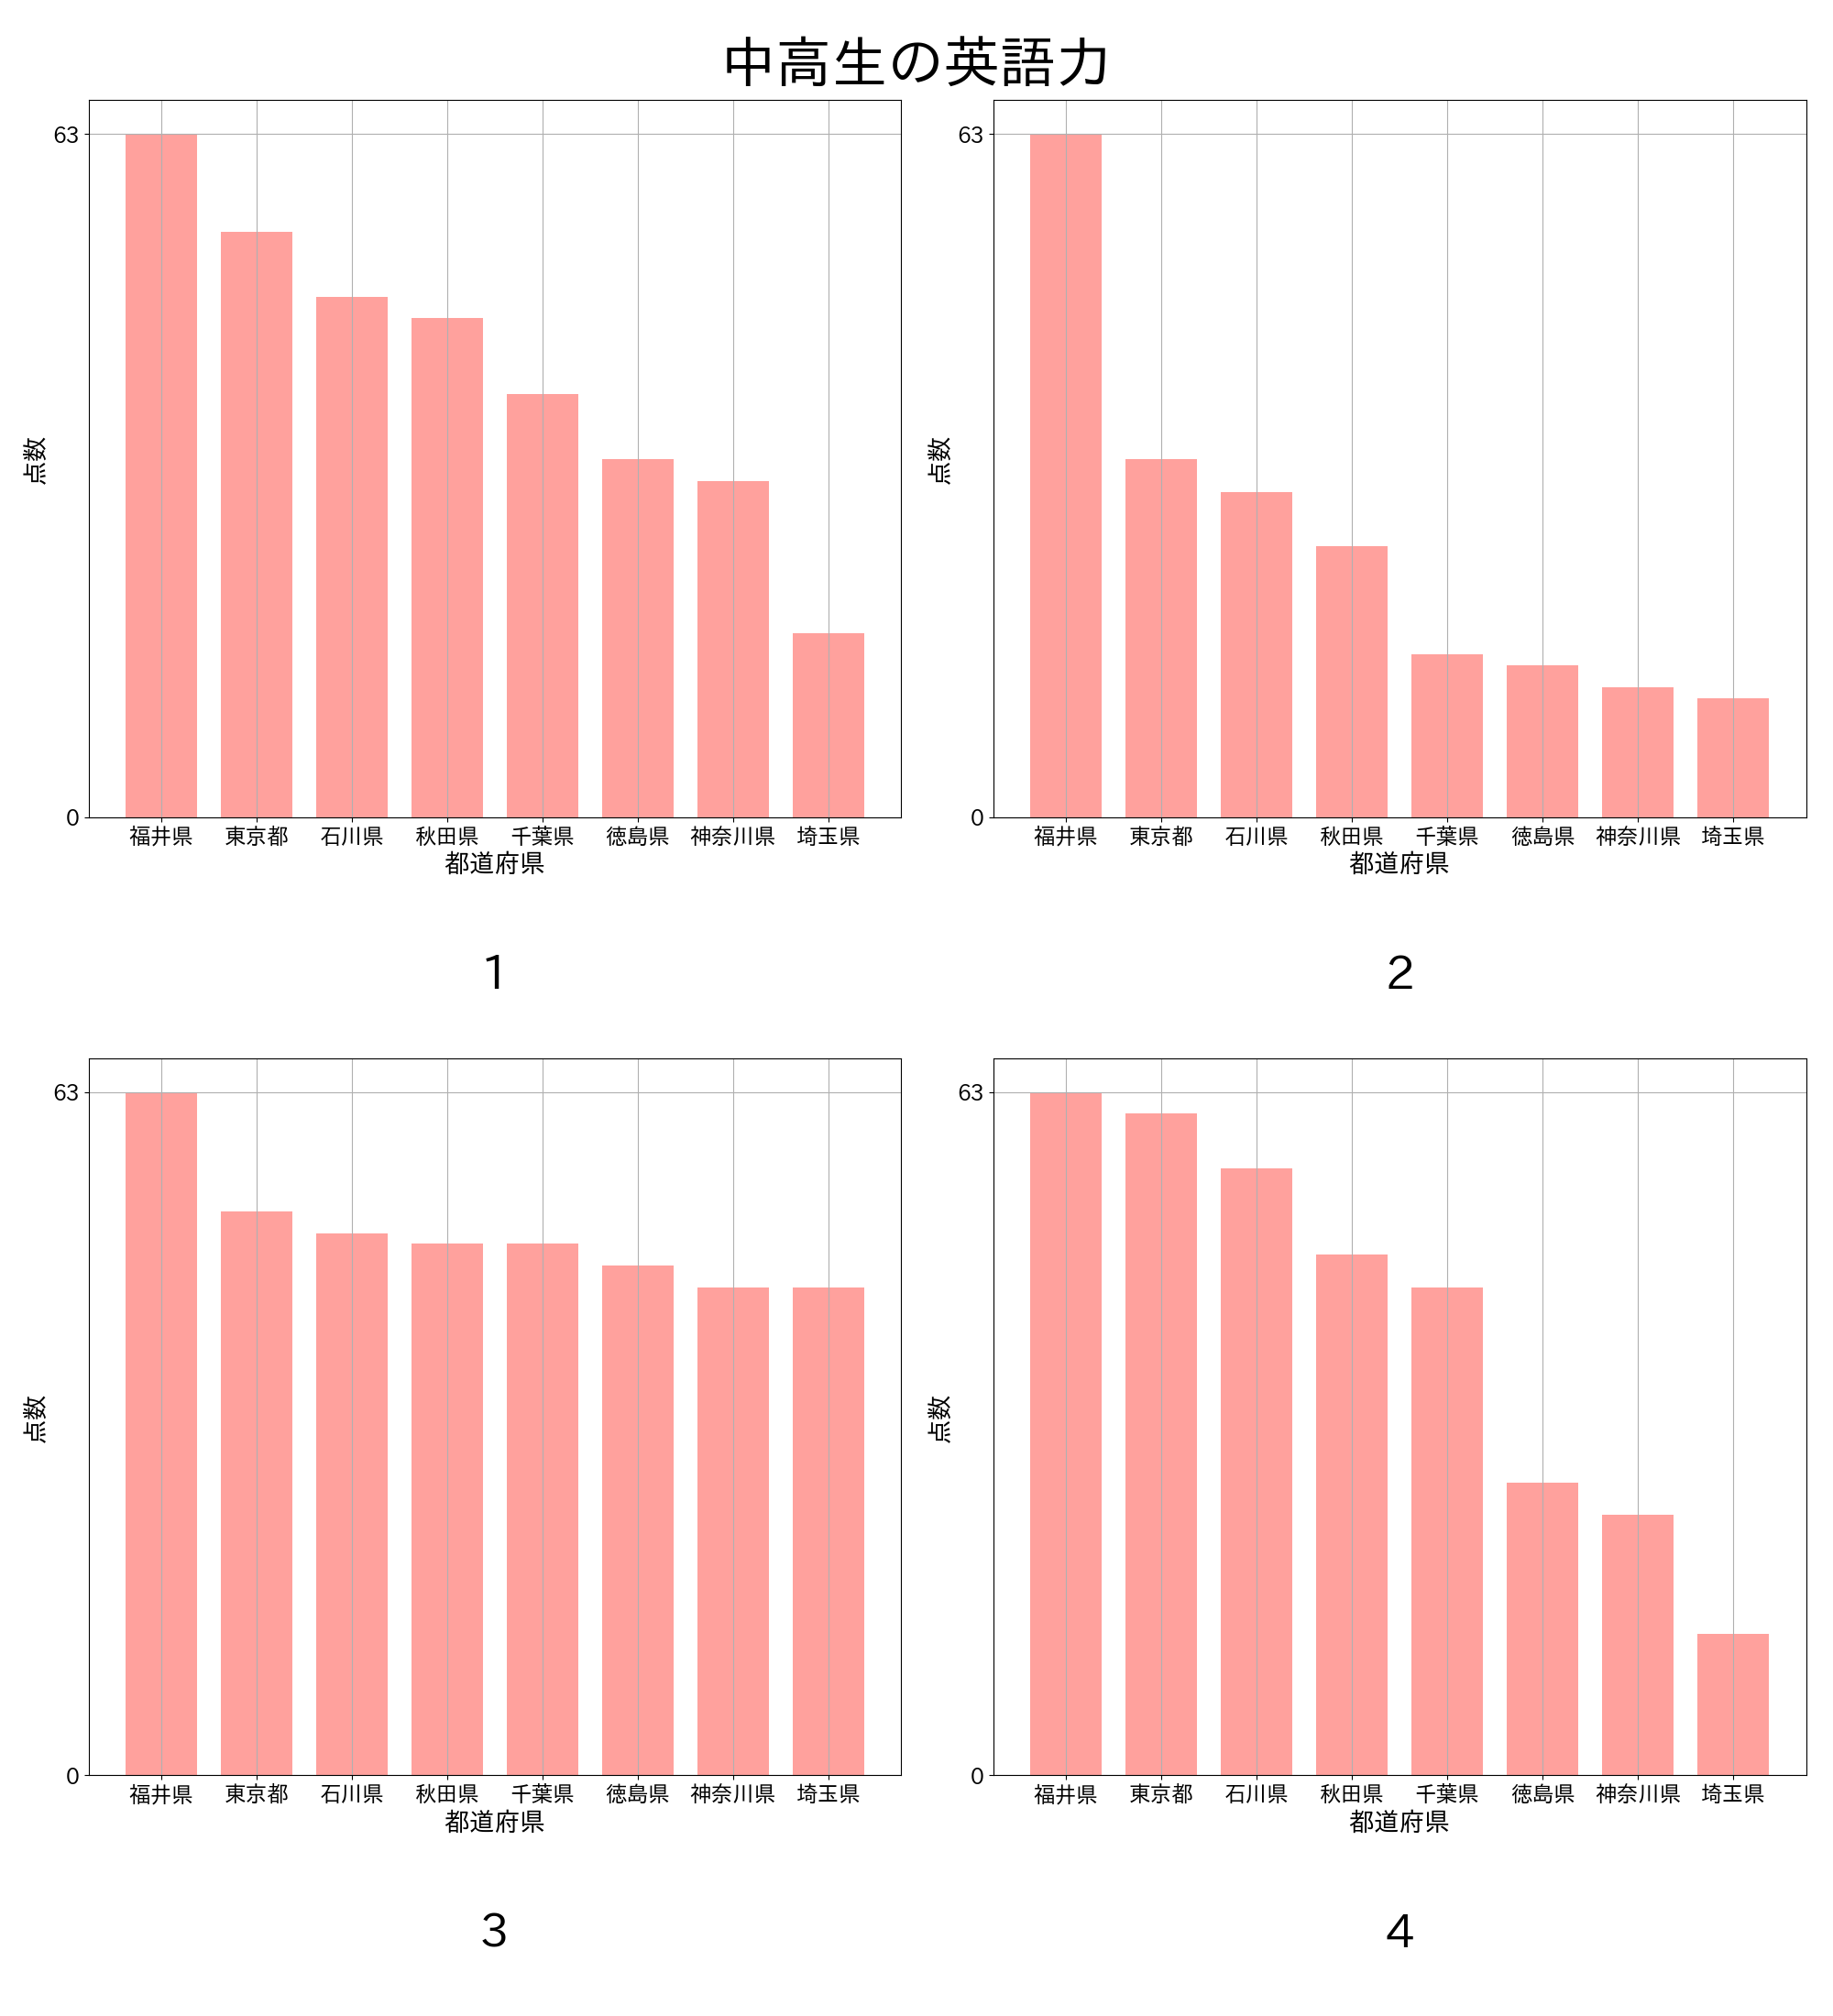 中高生の英語力
63
点数
0
福井県 東京都 石川県 秋田県 千葉県 徳島県 神奈川県 埼玉県
都道府県
1
63
点数
0
福井県 東京都 石川県 秋田県 千葉県 徳島県 神奈川県 埼玉県
都道府県
2
63
点数
0
福井県 東京都 石川県 秋田県 千葉県 徳島県 神奈川県 埼玉県
都道府県
3
63
点数
0
福井県 東京都 石川県 秋田県 千葉県 徳島県 神奈川県 埼玉県
都道府県
4